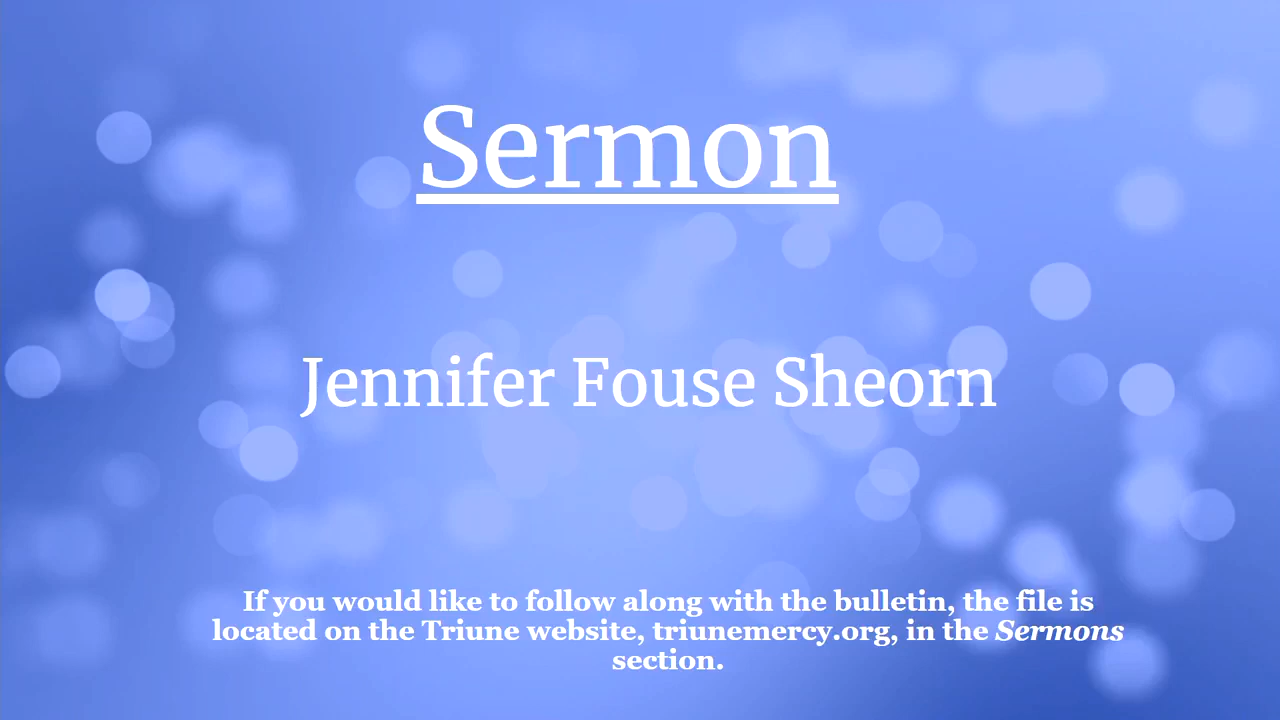 Sermon
Jennifer Fouse Sheorn
If you would like to follow along with the bulletin, the file is
located on the Triune website, triunemercy.org, in the Sermons
section.